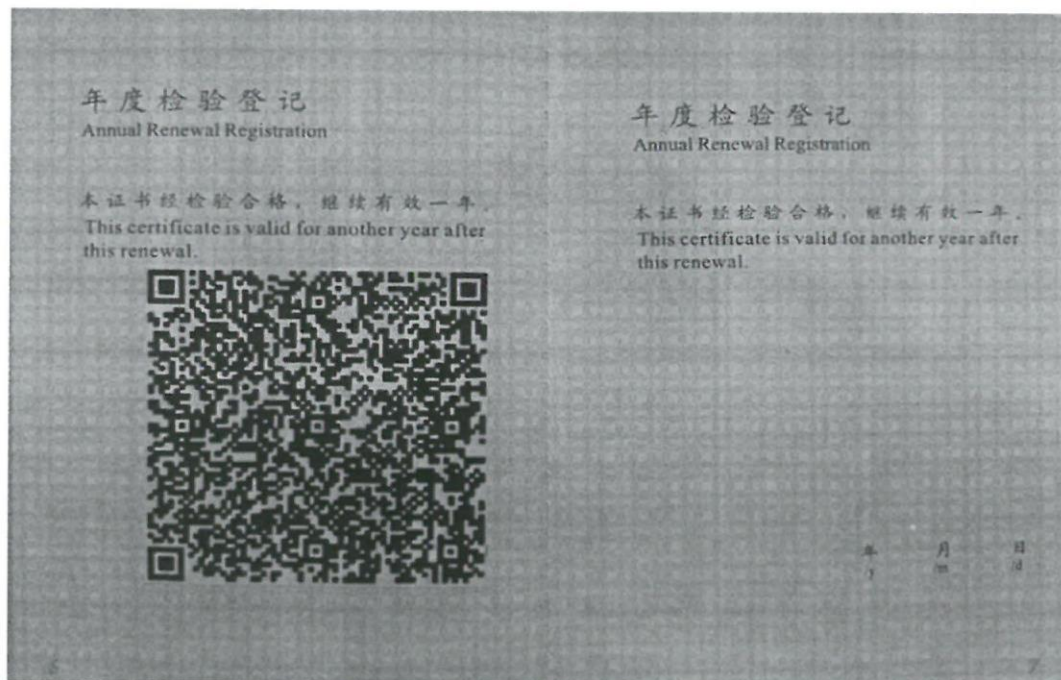 年度检验登记
Annual Renewal Registration
本证书经检验合格，继续有效一年。
This certificate is valid for another year after
this renewal.
6
年度检验登记
Annual Renewal Registration
本证书经检验合格，继续有效一年。
This certificate is valid for another year after
this renewal.
年 月 日
y /m /d
7